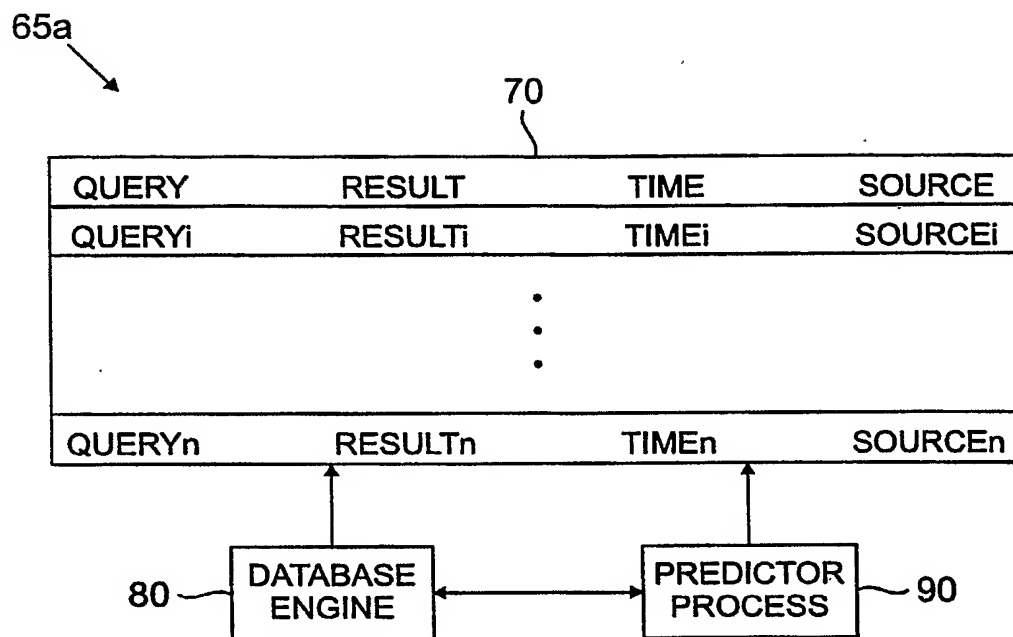 65a
70
QUERY RESULT TIME SOURCE
QUERYi RESULTi TIMEi SOURCEi
QUERYn RESULTn TIMEn SOURCEn
80 DATABASE ENGINE
PREDICTOR PROCESS 90